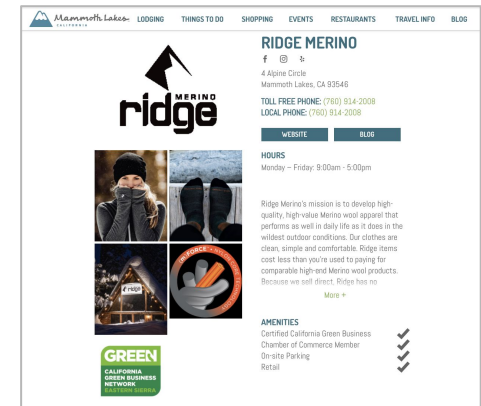 Mammoth Lakes
CALIFORNIA
LODGING THINGS TO DO SHOPPING EVENTS RESTAURANTS TRAVEL INFO BLOG
MERINO
ridge
RIDGE MERINO
4 Alpine Circle
Mammoth Lakes, CA 93546
TOLL FREE PHONE: (760) 914-2008
LOCAL PHONE: (760) 914-2008
WEBSITE BLOG
HOURS
Monday – Friday: 9:00am - 5:00pm
Ridge Merino's mission is to develop high-
quality, high-value Merino wool apparel that
performs as well in daily life as it does in the
wildest outdoor conditions. Our clothes are
clean, simple and comfortable. Ridge items
cost less than you're used to paying for
comparable high-end Merino wool products.
Because we sell direct, Ridge has no
More +
ridge
AMENITIES
Certified California Green Business
Chamber of Commerce Member
On-site Parking
Retail
GREEN
CALIFORNIA
GREEN BUSINESS
NETWORK
EASTERN SIERRA